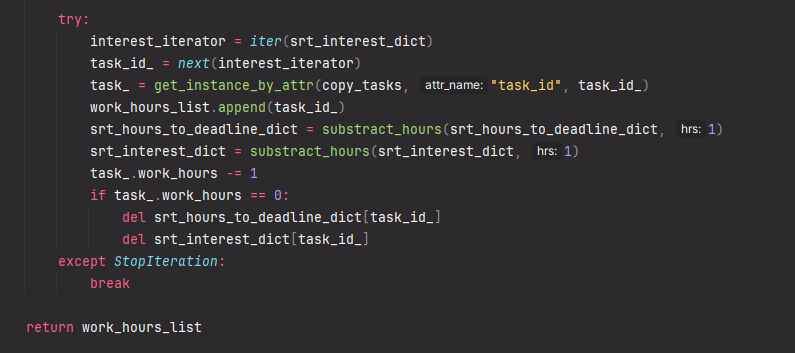 try:
interest_iterator = iter(srt_interest_dict)
task_id_ = next(interest_iterator)
task_ = get_instance_by_attr(copy_tasks, attr_name: "task_id", task_id_)
work_hours_list.append(task_id_)
srt_hours_to_deadline_dict = substract_hours(srt_hours_to_deadline_dict, hrs: 1)
srt_interest_dict = substract_hours(srt_interest_dict, hrs: 1)
task_.work_hours -= 1
if task_.work_hours == 0:
del srt_hours_to_deadline_dict[task_id_]
del srt_interest_dict[task_id_]
except StopIteration:
break
return work_hours_list